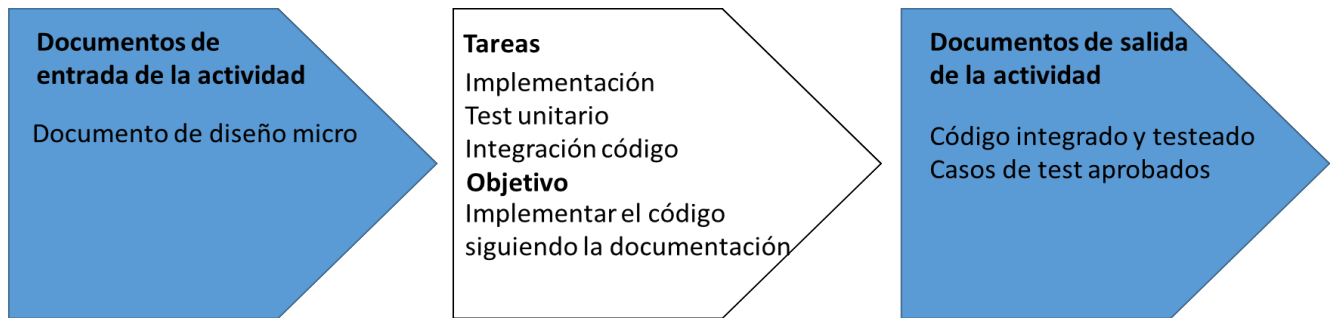 Documentos de
entrada de la actividad
Documento de diseño micro
Tareas
Implementación
Test unitario
Integración código
Objetivo
Implementar el código
siguiendo la documentación
Documentos de salida
de la actividad
Código integrado y testeado
Casos de test aprobados